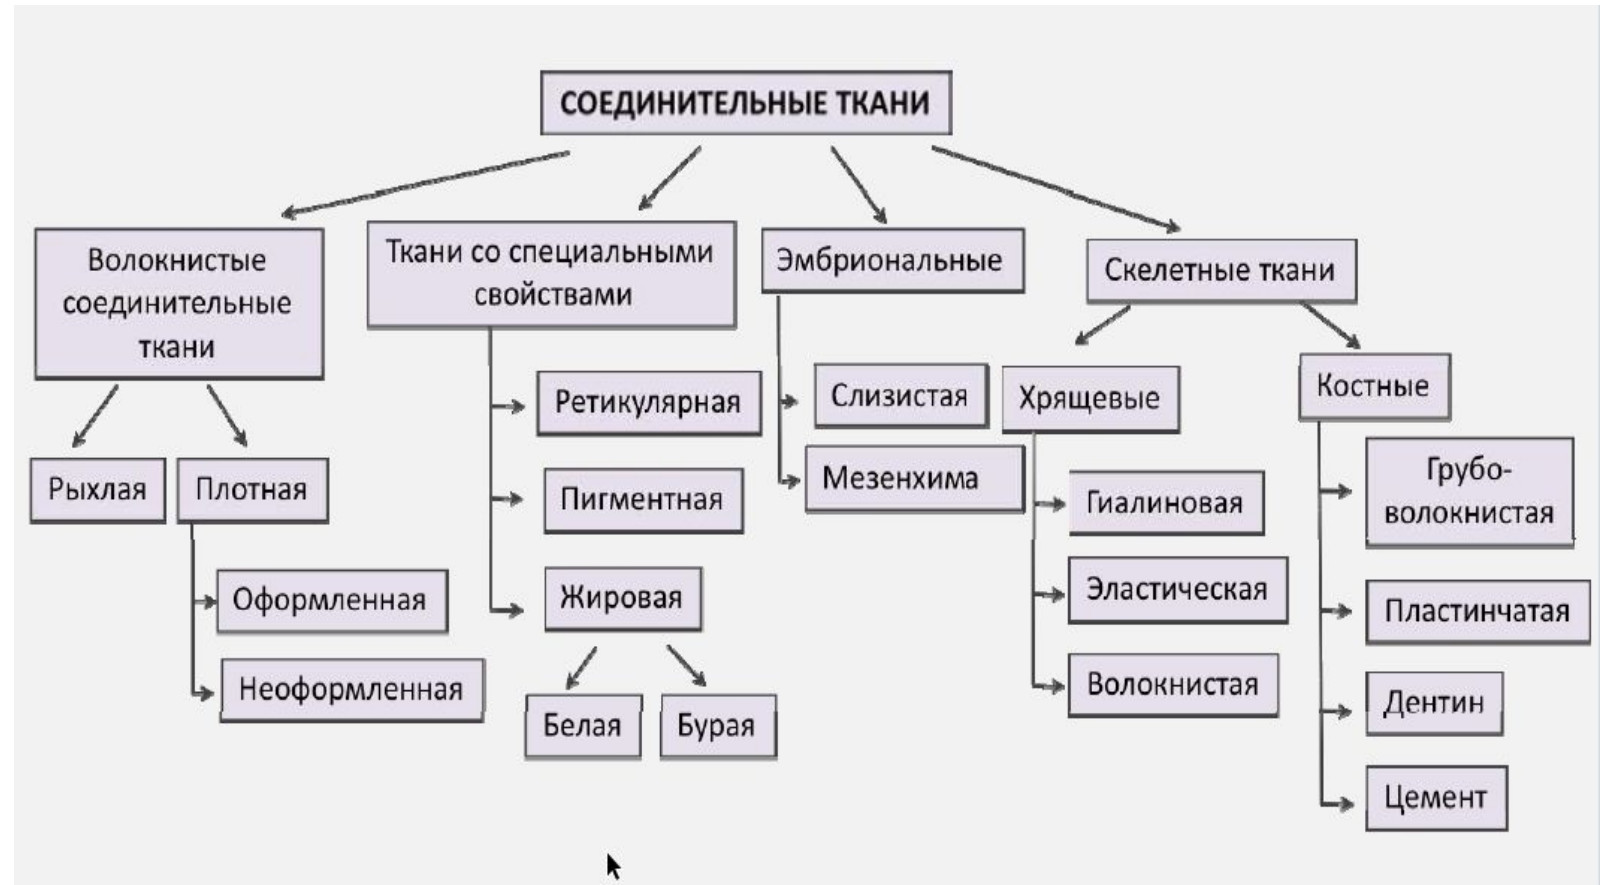 СОЕДИНИТЕЛЬНЫЕ ТКАНИ
Волокнистые
соединительные
ткани
Рыхлая
Плотная
Оформленная
Неоформленная
Ткани со специальными
свойствами
Ретикулярная
Пигментная
Жировая
Белая
Бурая
Эмбриональные
Слизистая
Мезенхима
Скелетные ткани
Хрящевые
Гиалиновая
Эластическая
Волокнистая
Костные
Грубо-
волокнистая
Пластинчатая
Дентин
Цемент